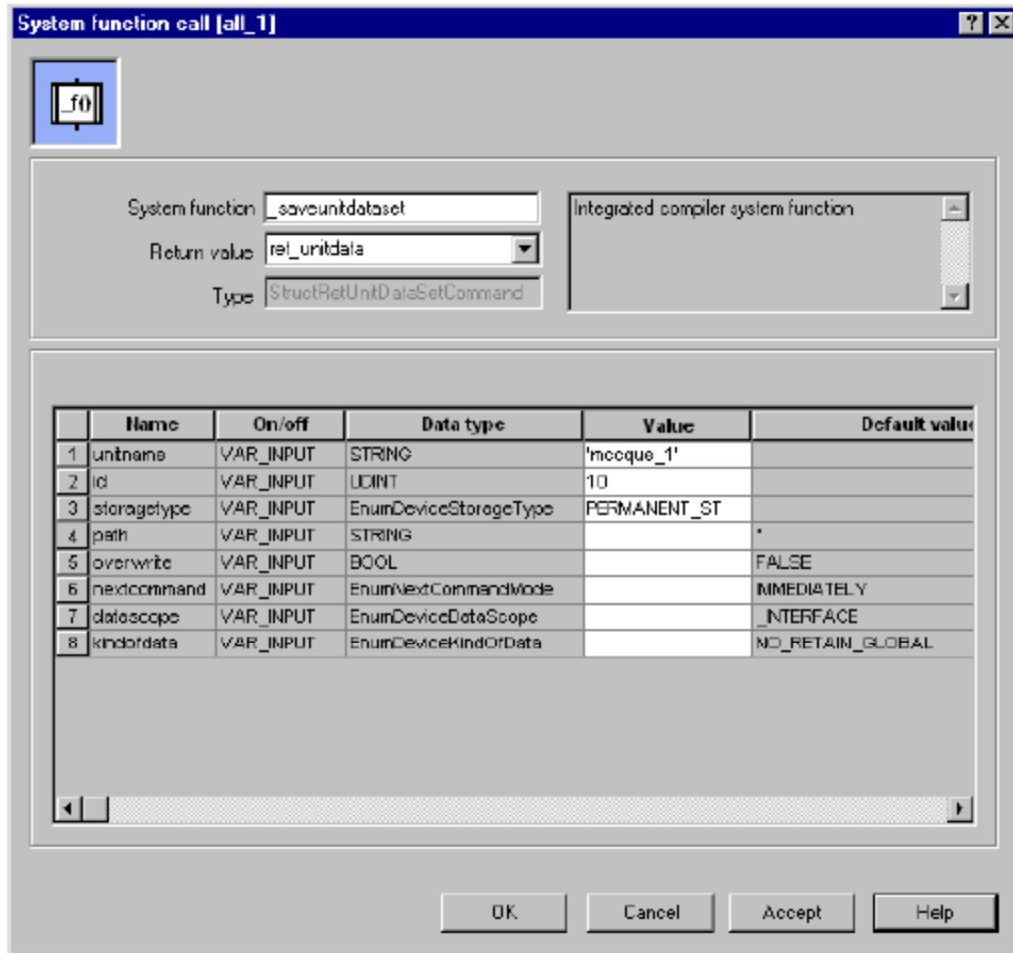 System function call [all_1]
_f()
System function _saveunitdataset
Integrated compiler system function
Return value ret_unitdata
Type StructRetUnitDataSetCommand
Name On/off Data type Value Default value
1 unitname VAR_INPUT STRING 'mccque_1'
2 id VAR_INPUT UDINT 10
3 storagetype VAR_INPUT EnumDeviceStorageType PERMANENT_ST
4 path VAR_INPUT STRING
5 overwrite VAR_INPUT BOOL FALSE
6 nextcommand VAR_INPUT EnumNextCommandMode IMMEDIATELY
7 datascope VAR_INPUT EnumDeviceDataScope _INTERFACE
8 kindofdata VAR_INPUT EnumDeviceKindOfData NO_RETAIN_GLOBAL
OK Cancel Accept Help